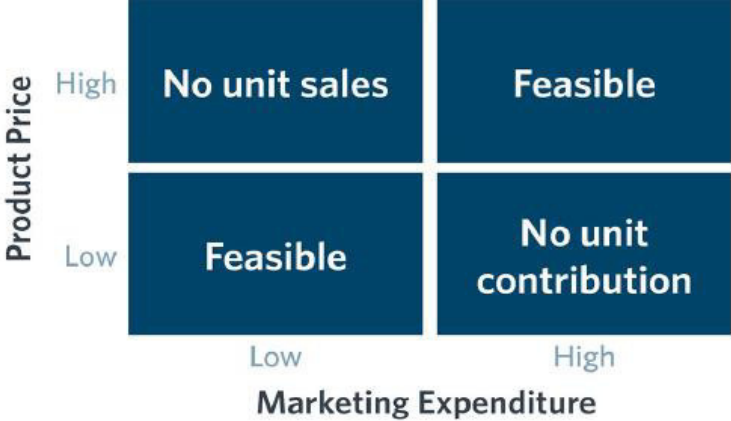 Product Price
High
No unit sales
Feasible
Low
Feasible
No unit
contribution
Low
High
Marketing Expenditure